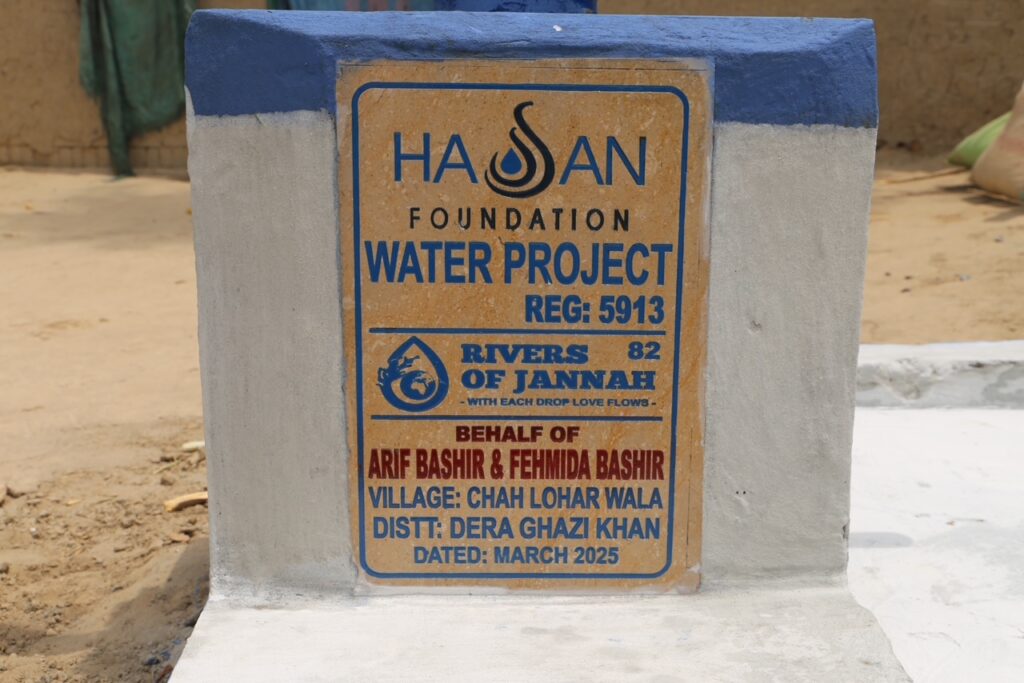 HASSAN
FOUNDATION
WATER PROJECT
REG: 5913
RIVERS 82
OF JANNAH
- WITH EACH DROP LOVE FLOWS -
BEHALF OF
ARIF BASHIR & FEHMIDA BASHIR
VILLAGE: CHAH LOHAR WALA
DISTT: DERA GHAZI KHAN
DATED: MARCH 2025